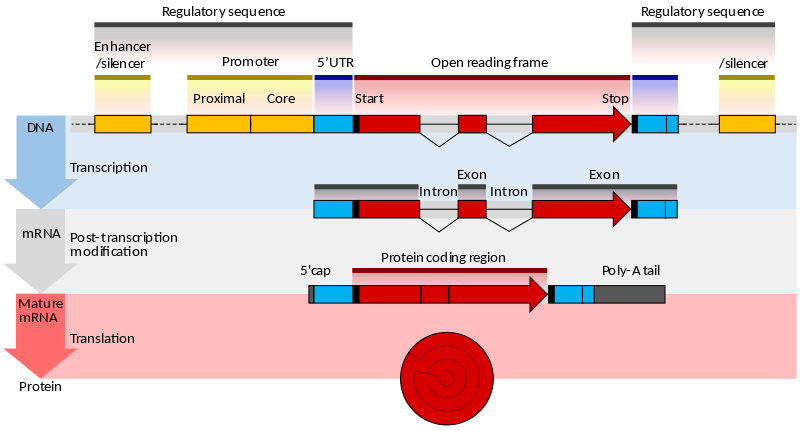 Regulatory sequence
Regulatory sequence
Enhancer
/silencer
Promoter
5’UTR
Open reading frame
/silencer
Proximal
Core
Start
Stop
DNA
Transcription
Exon
Exon
Intron
Intron
mRNA
Post-transcription
modification
Protein coding region
5'cap
Poly-A tail
Mature
mRNA
Translation
Protein